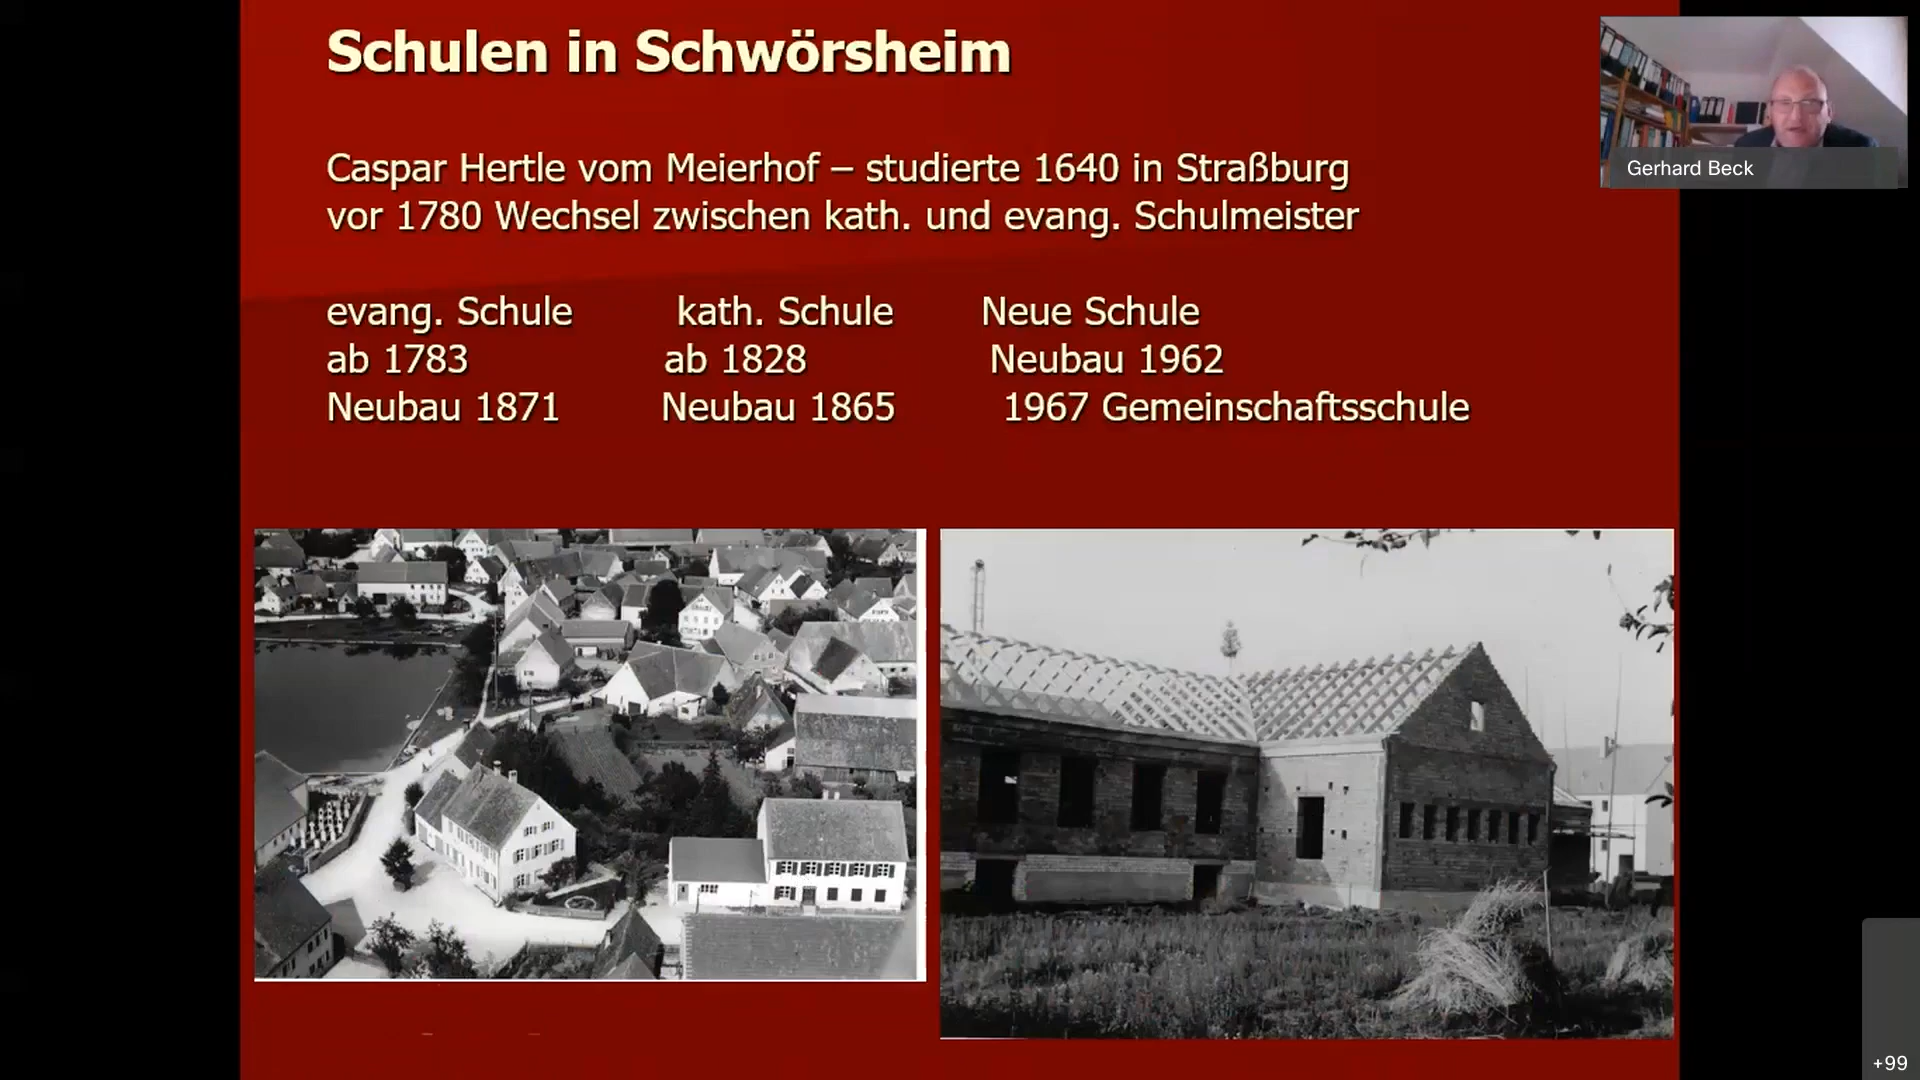 Schulen in Schwörsheim
Gerhard Beck
Caspar Hertle vom Meierhof – studierte 1640 in Straßburg
vor 1780 Wechsel zwischen kath. und evang. Schulmeister
evang. Schule kath. Schule Neue Schule
ab 1783 ab 1828 Neubau 1962
Neubau 1871 Neubau 1865 1967 Gemeinschaftsschule
+99